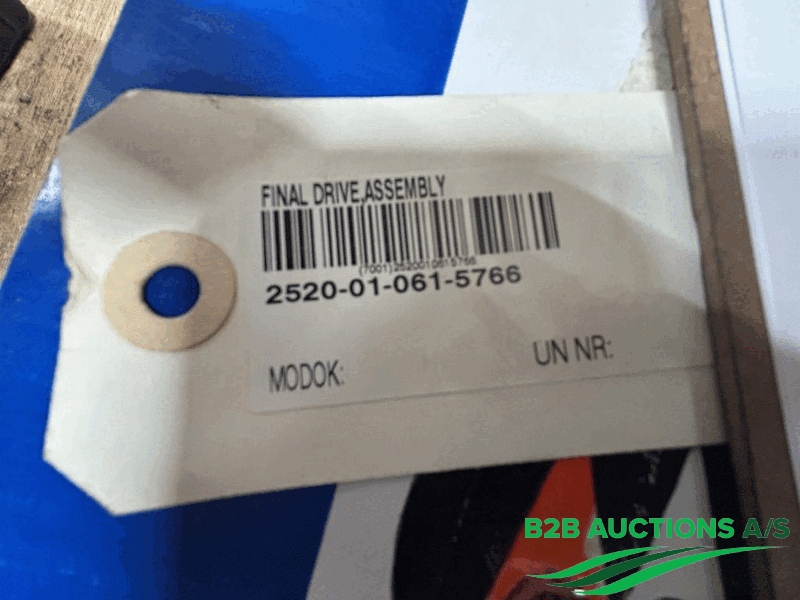 FINAL DRIVE,ASSEMBLY
(7001)2520010615766
2520-01-061-5766
MODOK:
UN NR:
B2B AUCTIONS A/S